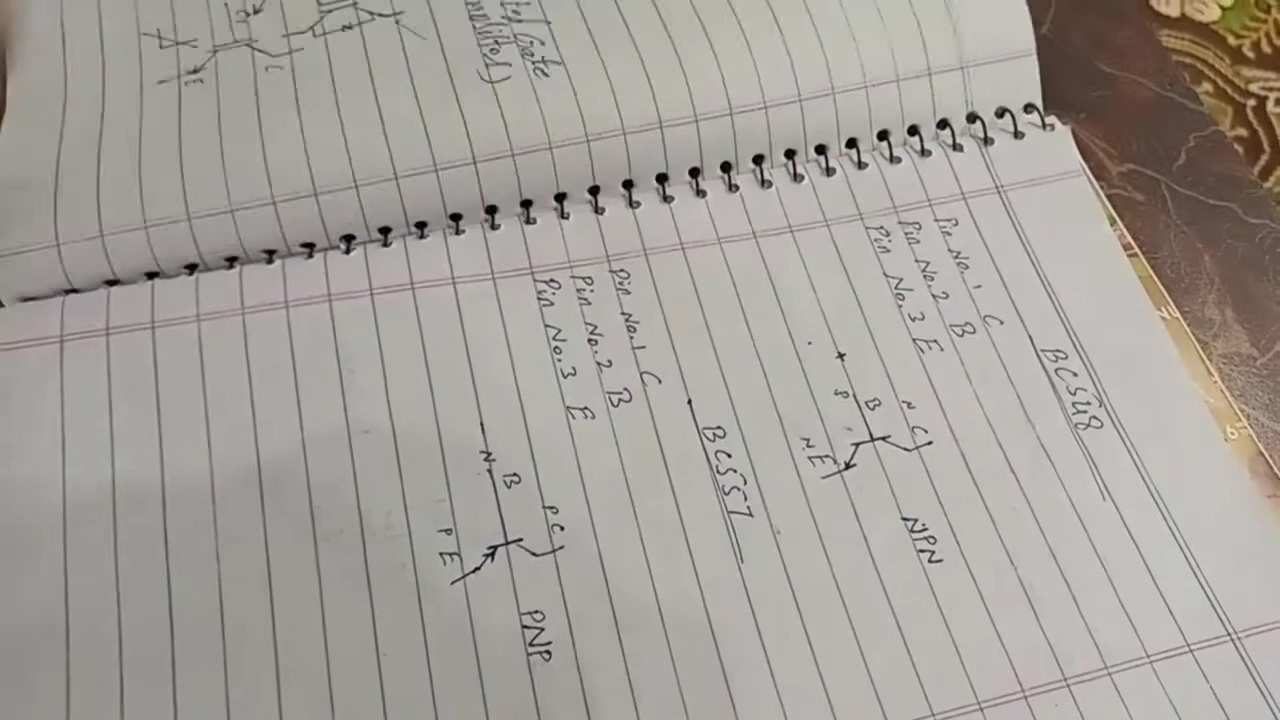 BC548
Pin No.1 C
Pin No.2 B
Pin No.3 E
N C
B
+ P
N E
NPN
BC557
Pin No.1 C
Pin No.2 B
Pin No.3 E
P C
B
N
P E
PNP
Gate
C
E